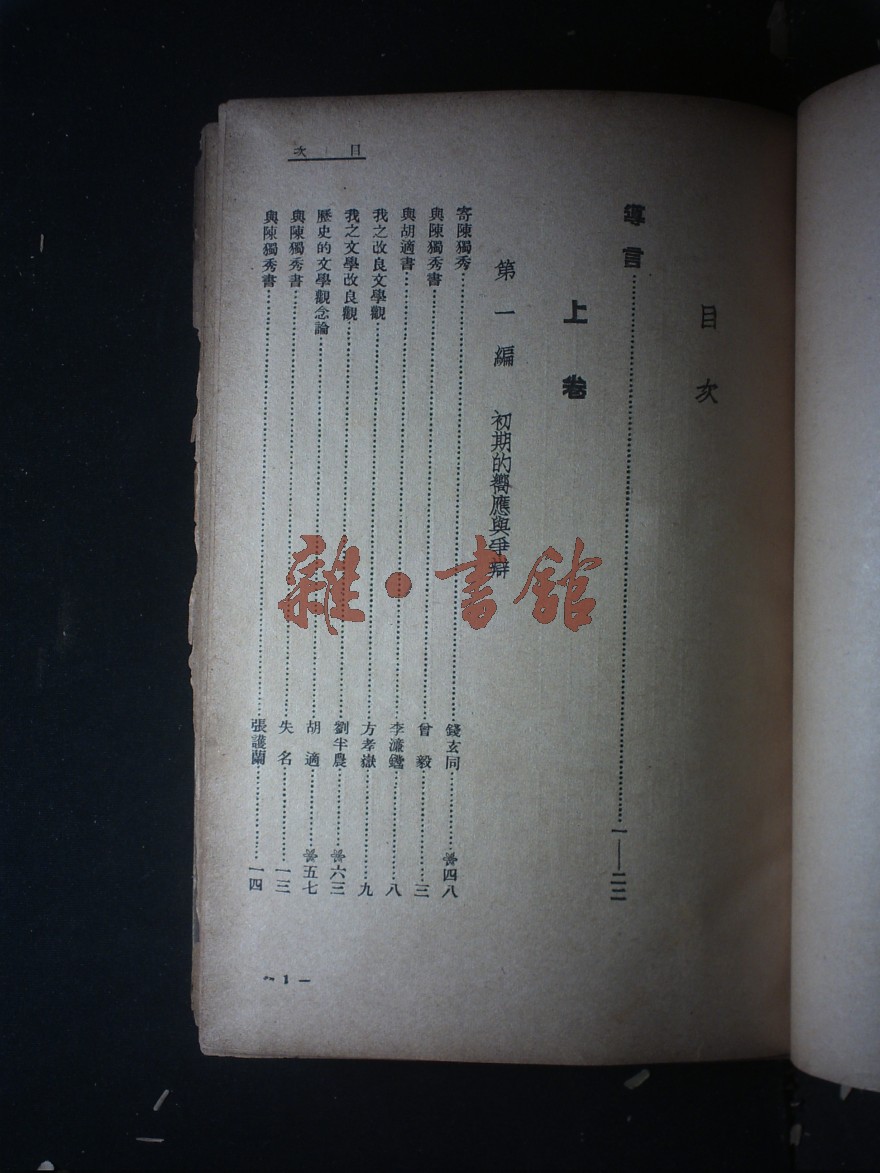 目次
目次
導言……一——二二
上卷
第一編 初期的嚮應與爭辯
寄陳獨秀……錢玄同……※四八
與陳獨秀書……曾毅……三
與胡適書……李濂鏜……八
我之改良文學觀……方孝嶽……九
我之文學改良觀……劉半農……※六三
歷史的文學觀念論……胡適……※五七
與陳獨秀書……失名……一三
與陳獨秀書……張護蘭……一四
~1—
雜·書館